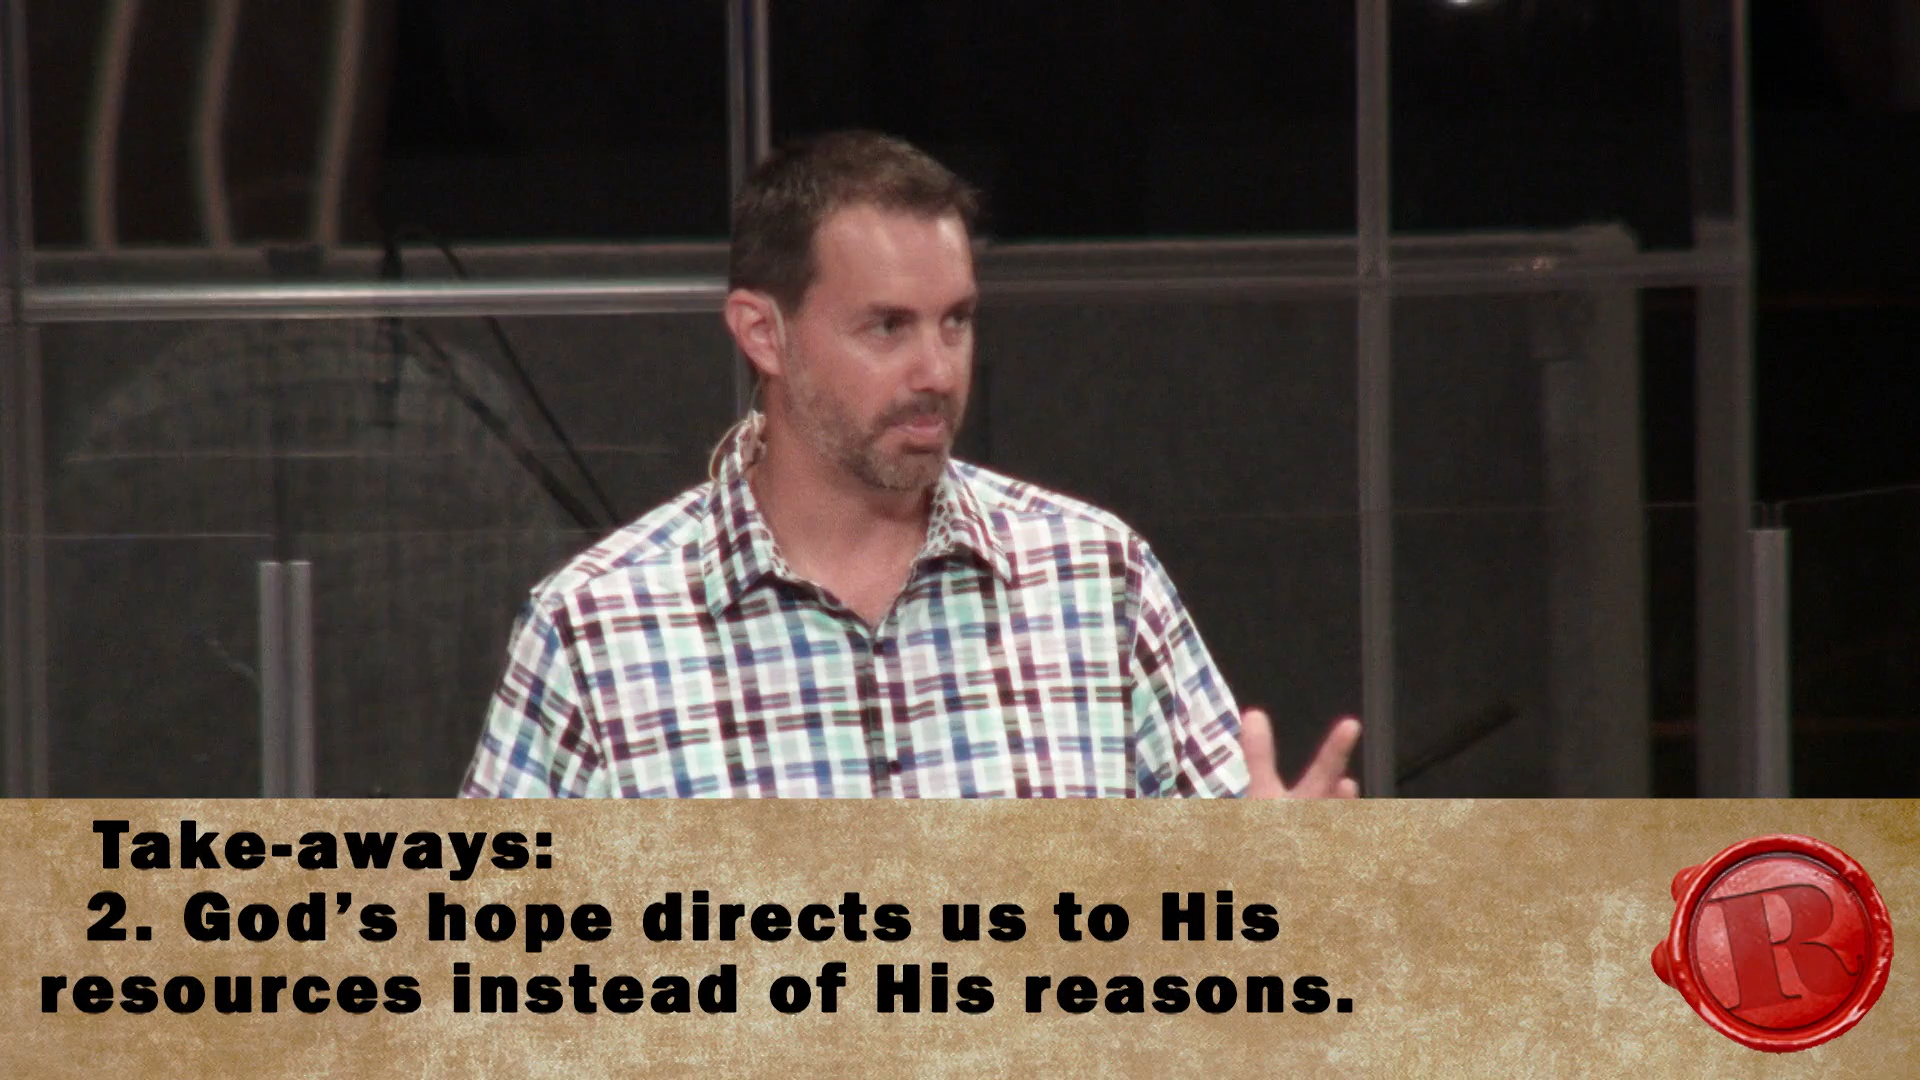 Take-aways:
2. God’s hope directs us to His
resources instead of His reasons.
R